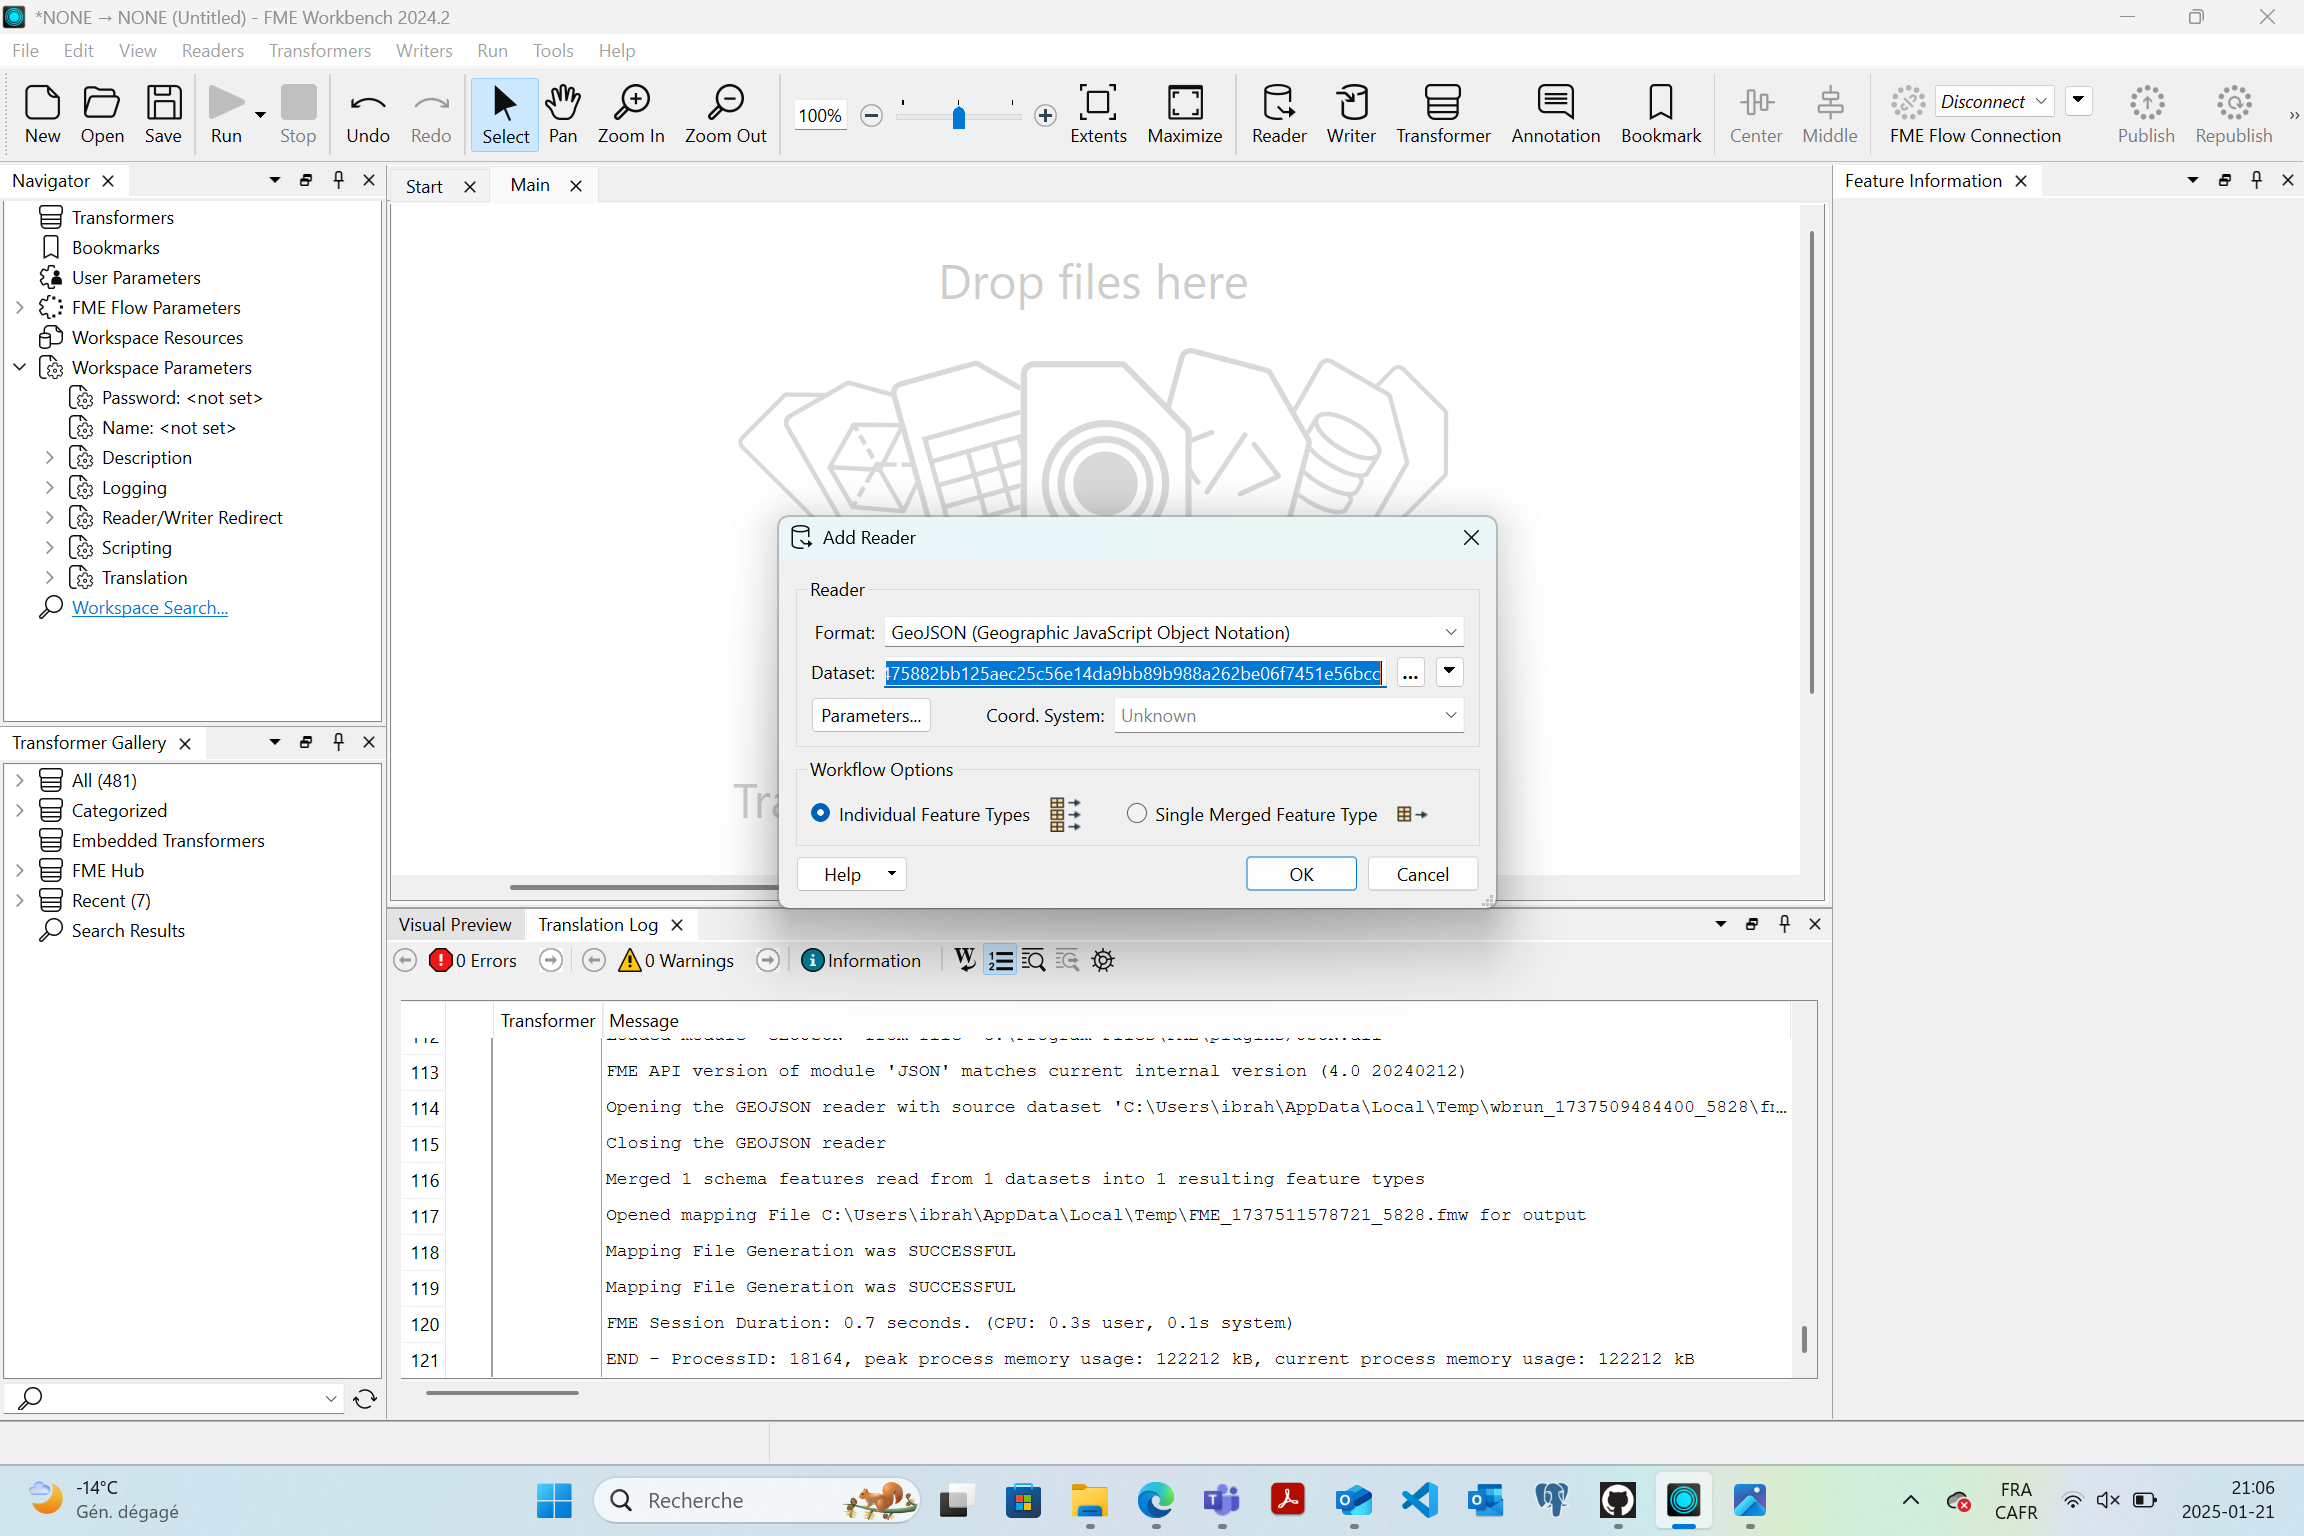 *NONE → NONE (Untitled) - FME Workbench 2024.2
File Edit View Readers Transformers Writers Run Tools Help
New Open Save Run Stop Undo Redo Select Pan Zoom In Zoom Out 100% Extents Maximize Reader Writer Transformer Annotation Bookmark Center Middle Disconnect FME Flow Connection Publish Republish »
Navigator
Transformers
Bookmarks
User Parameters
FME Flow Parameters
Workspace Resources
Workspace Parameters
Password: <not set>
Name: <not set>
Description
Logging
Reader/Writer Redirect
Scripting
Translation
Workspace Search...
Transformer Gallery
All (481)
Categorized
Embedded Transformers
FME Hub
Recent (7)
Search Results
Start Main
Drop files here
Add Reader
Reader
Format: GeoJSON (Geographic JavaScript Object Notation)
Dataset: 475882bb125aec25c56e14da9bb89b988a262be06f7451e56bcc ...
Parameters... Coord. System: Unknown
Workflow Options
Individual Feature Types Single Merged Feature Type
Help OK Cancel
Visual Preview Translation Log
0 Errors 0 Warnings Information
Transformer Message
113 FME API version of module 'JSON' matches current internal version (4.0 20240212)
114 Opening the GEOJSON reader with source dataset 'C:\Users\ibrah\AppData\Local\Temp\wbrun_1737509484400_5828\fr...
115 Closing the GEOJSON reader
116 Merged 1 schema features read from 1 datasets into 1 resulting feature types
117 Opened mapping File C:\Users\ibrah\AppData\Local\Temp\FME_1737511578721_5828.fmw for output
118 Mapping File Generation was SUCCESSFUL
119 Mapping File Generation was SUCCESSFUL
120 FME Session Duration: 0.7 seconds. (CPU: 0.3s user, 0.1s system)
121 END - ProcessID: 18164, peak process memory usage: 122212 kB, current process memory usage: 122212 kB
Feature Information
-14°C
Gén. dégagé
Recherche
FRA
CAFR
21:06
2025-01-21